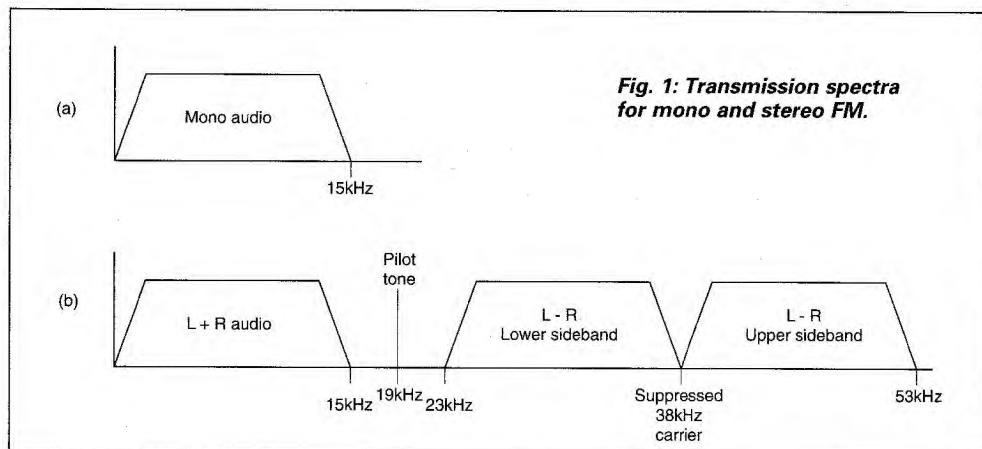 Fig. 1: Transmission spectra
for mono and stereo FM.
(a)
Mono audio
15kHz
(b)
L + R audio
Pilot
tone
L - R
Lower sideband
L - R
Upper sideband
15kHz
19kHz
23kHz
Suppressed
38kHz
carrier
53kHz